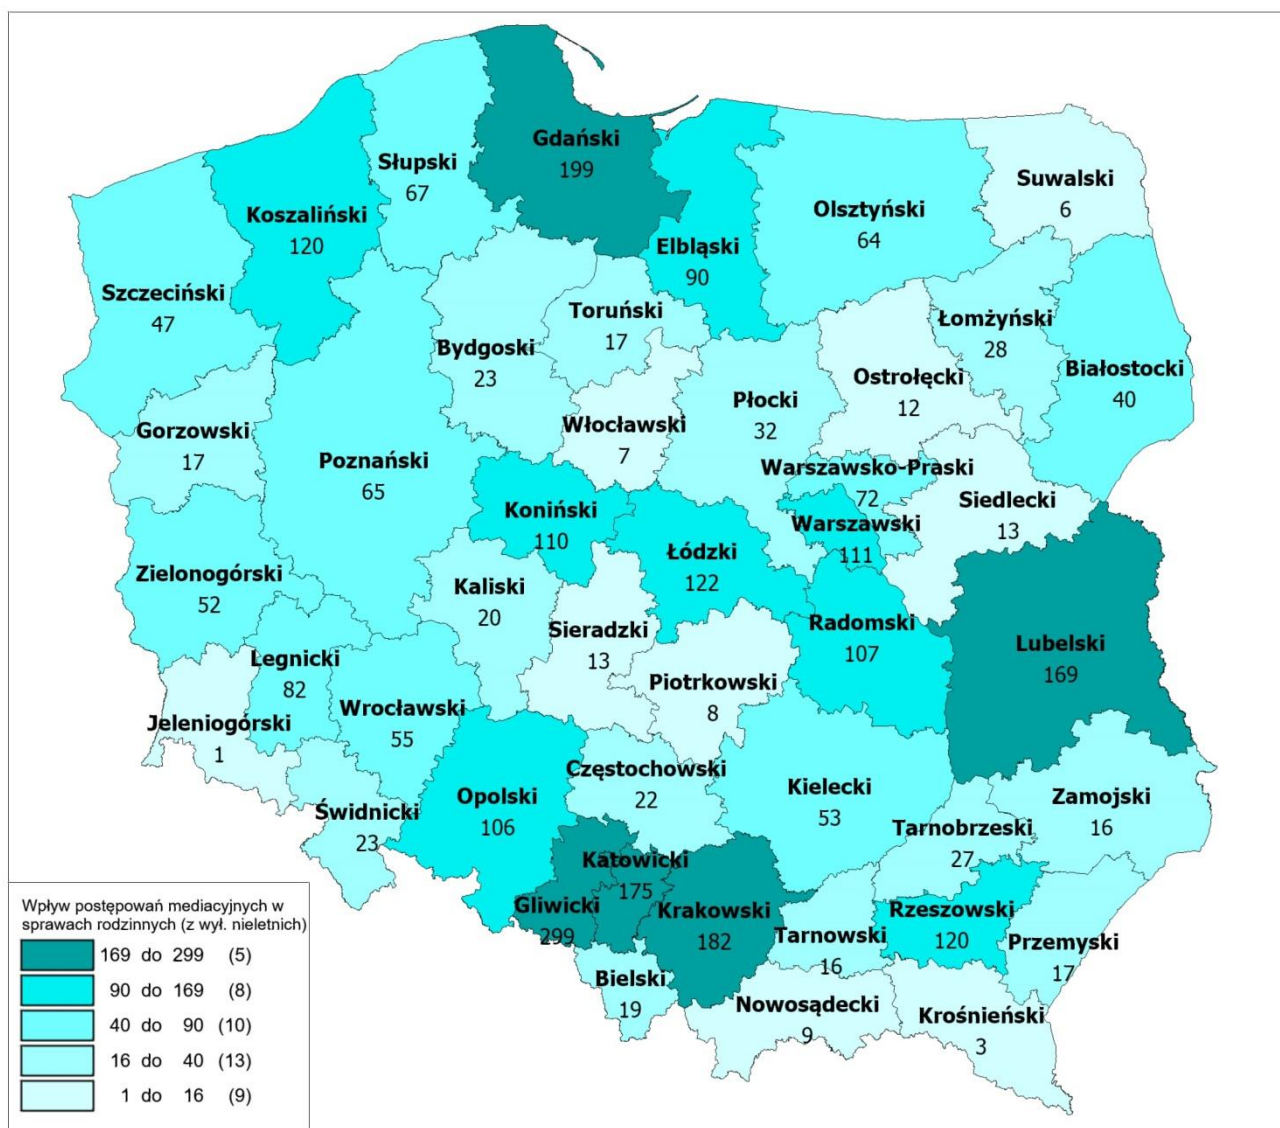 Gdański
199
Słupski
67
Suwalski
6
Koszaliński
120
Olsztyński
64
Elbląski
90
Szczeciński
47
Toruński
17
Łomżyński
28
Bydgoski
23
Białostocki
40
Ostrołęcki
12
Płocki
32
Włocławski
7
Gorzowski
17
Poznański
65
Warszawsko-Praski
72
Siedlecki
13
Koniński
110
Warszawski
111
Łódzki
122
Zielonogórski
52
Kaliski
20
Sieradzki
13
Radomski
107
Lubelski
169
Legnicki
82
Piotrkowski
8
Wrocławski
55
Jeleniogórski
1
Częstochowski
22
Kielecki
53
Opolski
106
Zamojski
16
Świdnicki
23
Tarnobrzeski
27
Katowicki
175
Gliwicki
299
Krakowski
182
Rzeszowski
120
Tarnowski
16
Przemyski
17
Bielski
19
Nowosądecki
9
Krośnieński
3
Wpływ postępowań mediacyjnych w
sprawach rodzinnych (z wył. nieletnich)
169 do 299 (5)
90 do 169 (8)
40 do 90 (10)
16 do 40 (13)
1 do 16 (9)